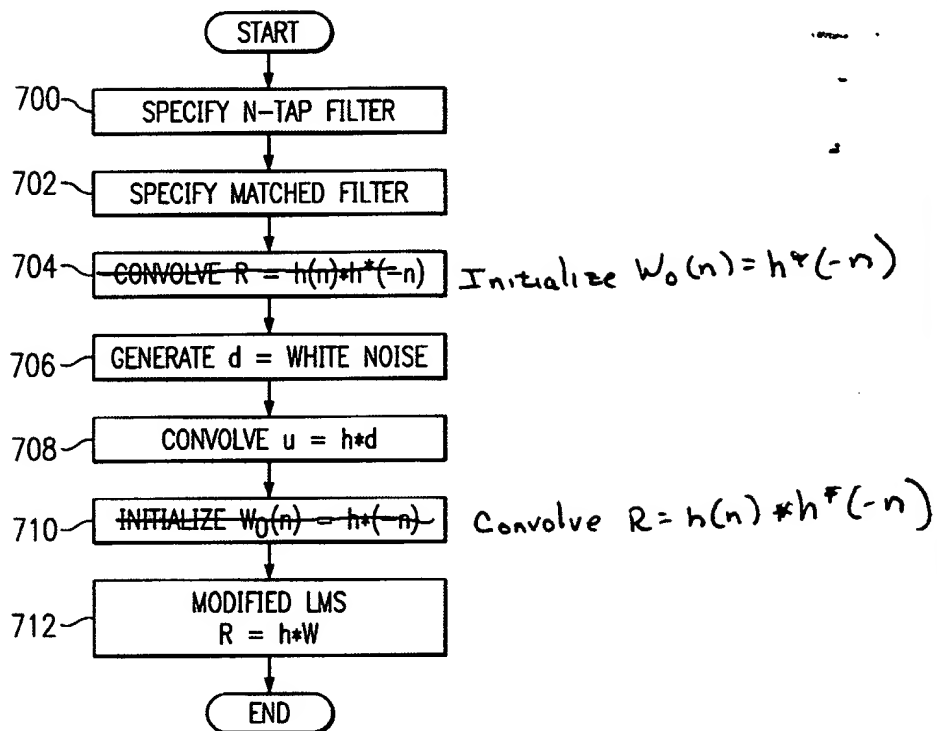 START
700 SPECIFY N-TAP FILTER
702 SPECIFY MATCHED FILTER
704 CONVOLVE R = h(n)*h*(-n) Initialize W₀(n) = h*(-n)
706 GENERATE d = WHITE NOISE
708 CONVOLVE u = h*d
710 INITIALIZE W₀(n) = h*(-n) Convolve R = h(n) * h*(-n)
712 MODIFIED LMS
R = h*W
END